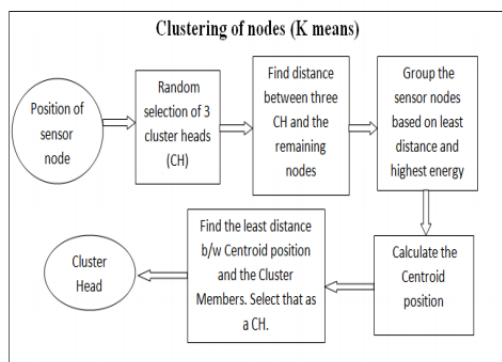 Clustering of nodes (K means)
Position of
sensor
node
Random
selection of 3
cluster heads
(CH)
Find distance
between three
CH and the
remaining
nodes
Group the
sensor nodes
based on least
distance and
highest energy
Calculate the
Centroid
position
Find the least distance
b/w Centroid position
and the Cluster
Members. Select that as
a CH.
Cluster
Head